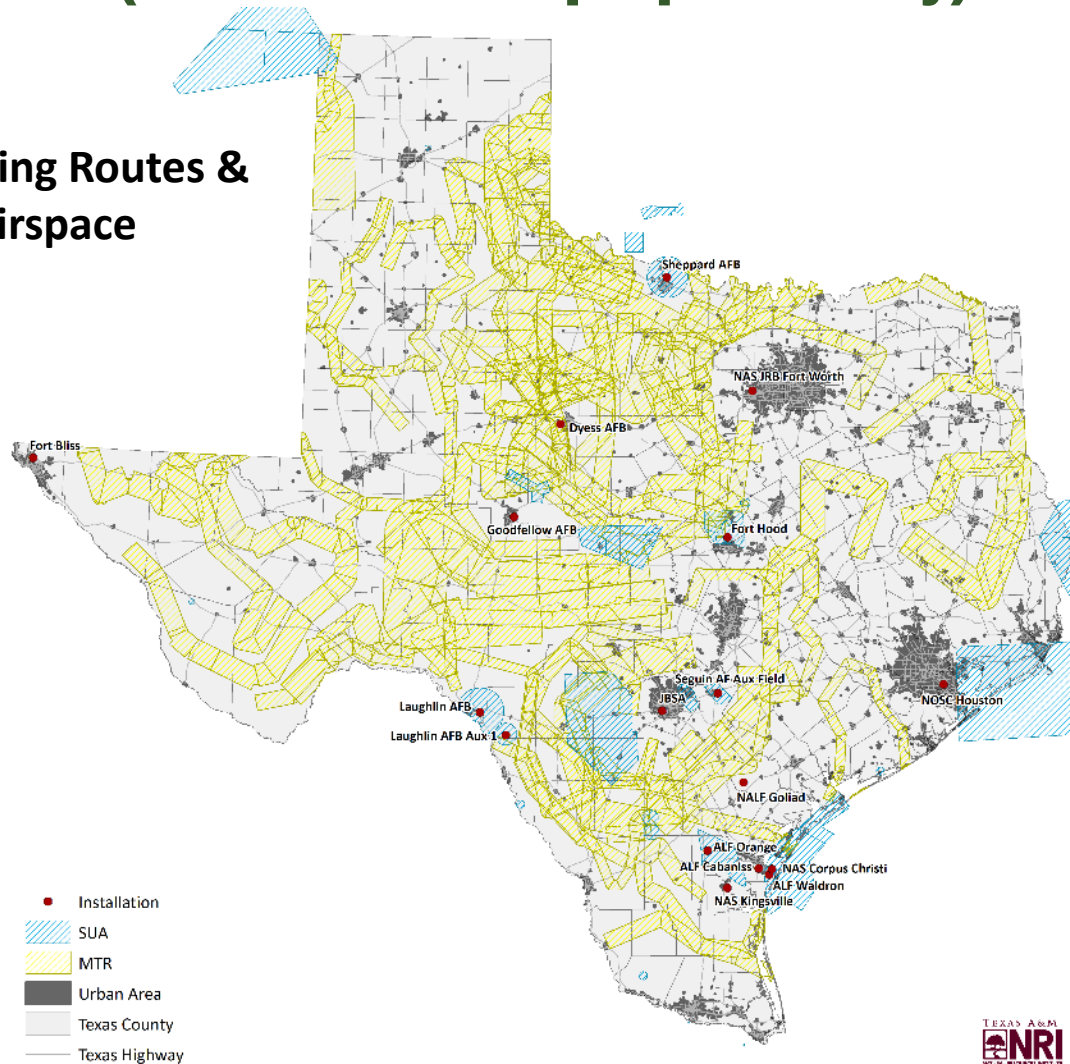 ing Routes &
irspace
Sheppard AFB
NAS JRB Fort Worth
Dyess AFB
Fort Bliss
Goodfellow AFB
Fort Hood
Seguin AF Aux Field
JBSA
NOSC Houston
Laughlin AFB
Laughlin AFB Aux 1
NALF Goliad
ALF Orange
ALF Cabaniss
NAS Corpus Christi
ALF Waldron
NAS Kingsville
Installation
SUA
MTR
Urban Area
Texas County
Texas Highway
TEXAS A&M
NRI